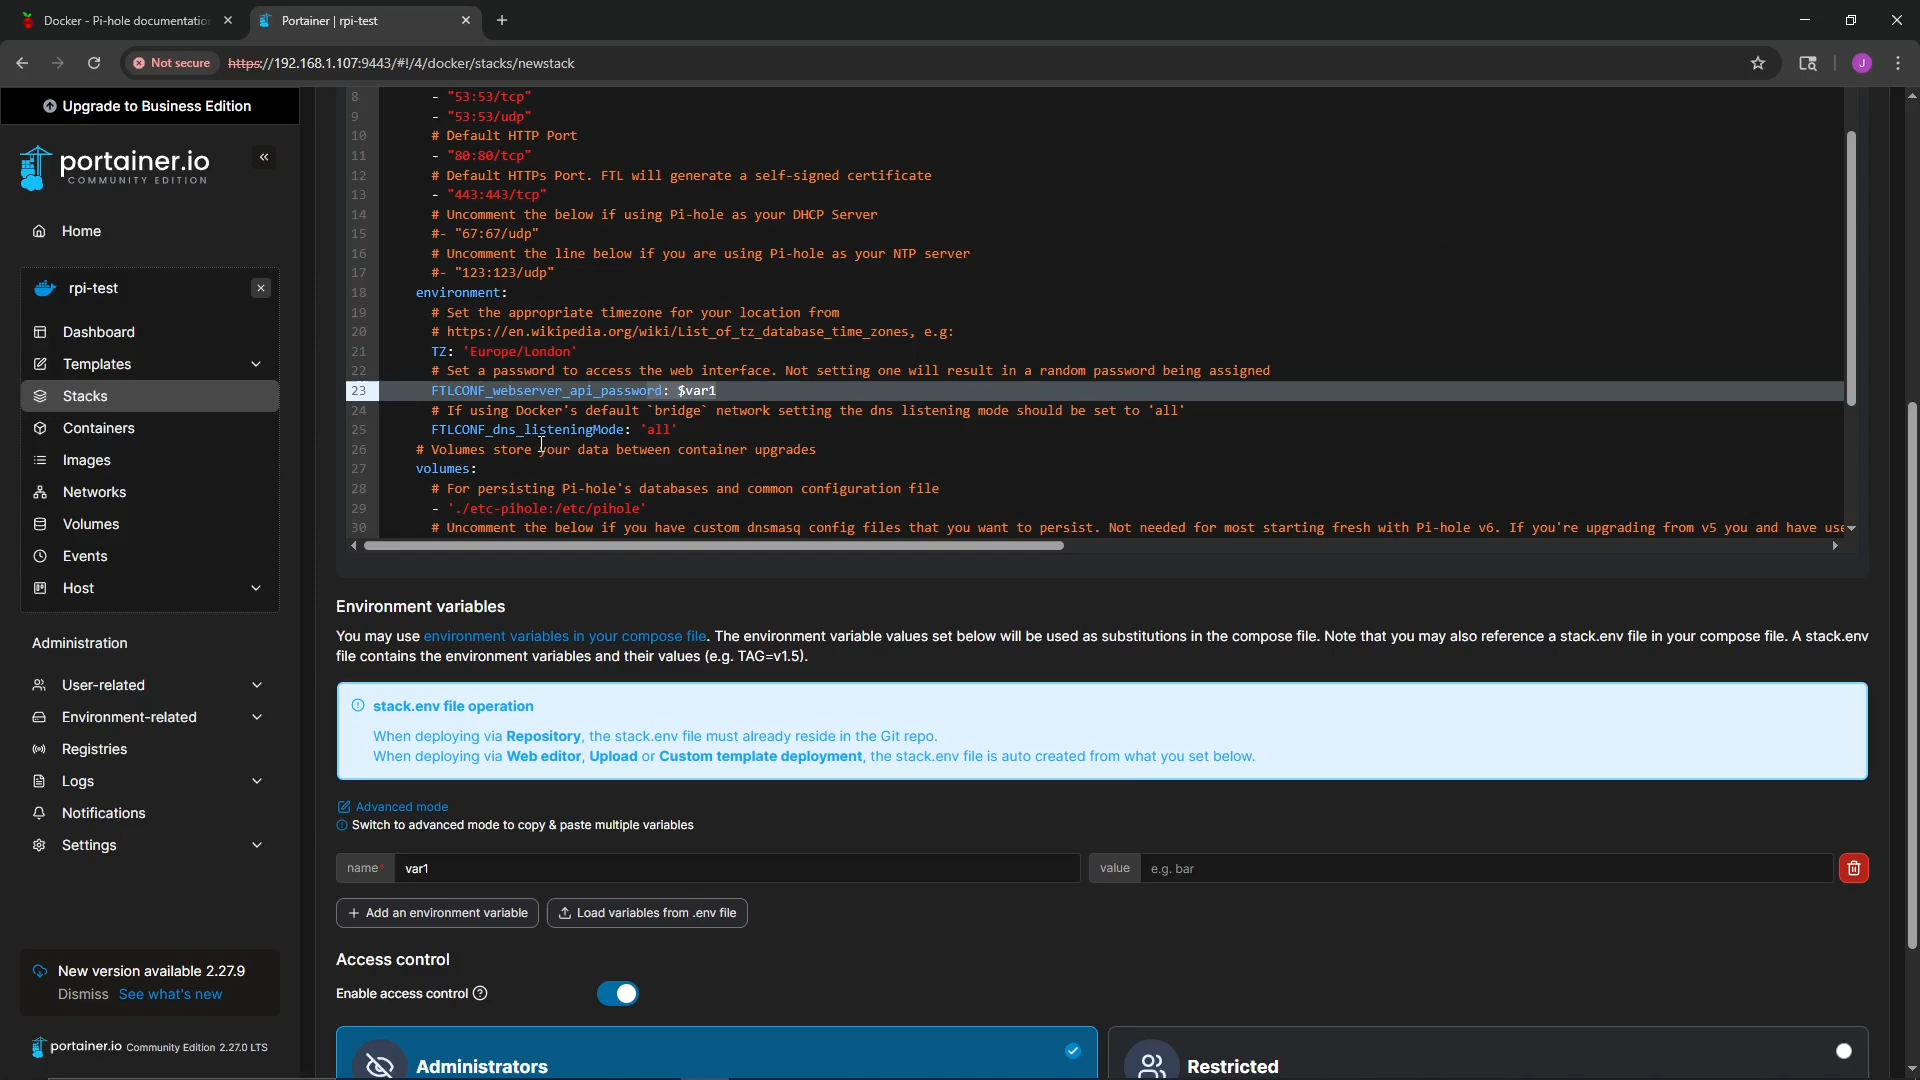 Docker - Pi-hole documentatio
Portainer | rpi-test
Not secure
https://192.168.1.107:9443/#!/4/docker/stacks/newstack
J
Upgrade to Business Edition
portainer.io
COMMUNITY EDITION
Home
rpi-test
Dashboard
Templates
Stacks
Containers
Images
Networks
Volumes
Events
Host
Administration
User-related
Environment-related
Registries
Logs
Notifications
Settings
New version available 2.27.9
Dismiss See what's new
portainer.io Community Edition 2.27.0 LTS
8 - "53:53/tcp"
9 - "53:53/udp"
10 # Default HTTP Port
11 - "80:80/tcp"
12 # Default HTTPs Port. FTL will generate a self-signed certificate
13 - "443:443/tcp"
14 # Uncomment the below if using Pi-hole as your DHCP Server
15 #- "67:67/udp"
16 # Uncomment the line below if you are using Pi-hole as your NTP server
17 #- "123:123/udp"
18 environment:
19 # Set the appropriate timezone for your location from
20 # https://en.wikipedia.org/wiki/List_of_tz_database_time_zones, e.g:
21 TZ: 'Europe/London'
22 # Set a password to access the web interface. Not setting one will result in a random password being assigned
23 FTLCONF_webserver_api_password: $var1
24 # If using Docker's default `bridge` network setting the dns listening mode should be set to 'all'
25 FTLCONF_dns_listeningMode: 'all'
26 # Volumes store your data between container upgrades
27 volumes:
28 # For persisting Pi-hole's databases and common configuration file
29 - './etc-pihole:/etc/pihole'
30 # Uncomment the below if you have custom dnsmasq config files that you want to persist. Not needed for most starting fresh with Pi-hole v6. If you're upgrading from v5 you and have use
Environment variables
You may use environment variables in your compose file. The environment variable values set below will be used as substitutions in the compose file. Note that you may also reference a stack.env file in your compose file. A stack.env
file contains the environment variables and their values (e.g. TAG=v1.5).
stack.env file operation
When deploying via Repository, the stack.env file must already reside in the Git repo.
When deploying via Web editor, Upload or Custom template deployment, the stack.env file is auto created from what you set below.
Advanced mode
Switch to advanced mode to copy & paste multiple variables
name* var1 value e.g. bar
+ Add an environment variable Load variables from .env file
Access control
Enable access control
Administrators
Restricted